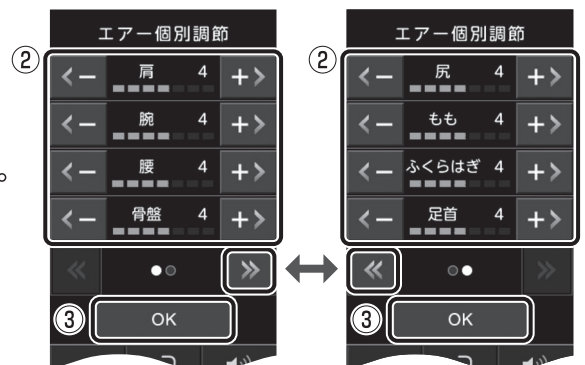 エアー個別調節
②
肩 4
腕 4
腰 4
骨盤 4
③
OK
エアー個別調節
②
尻 4
もも 4
ふくらはぎ 4
足首 4
③
OK
。